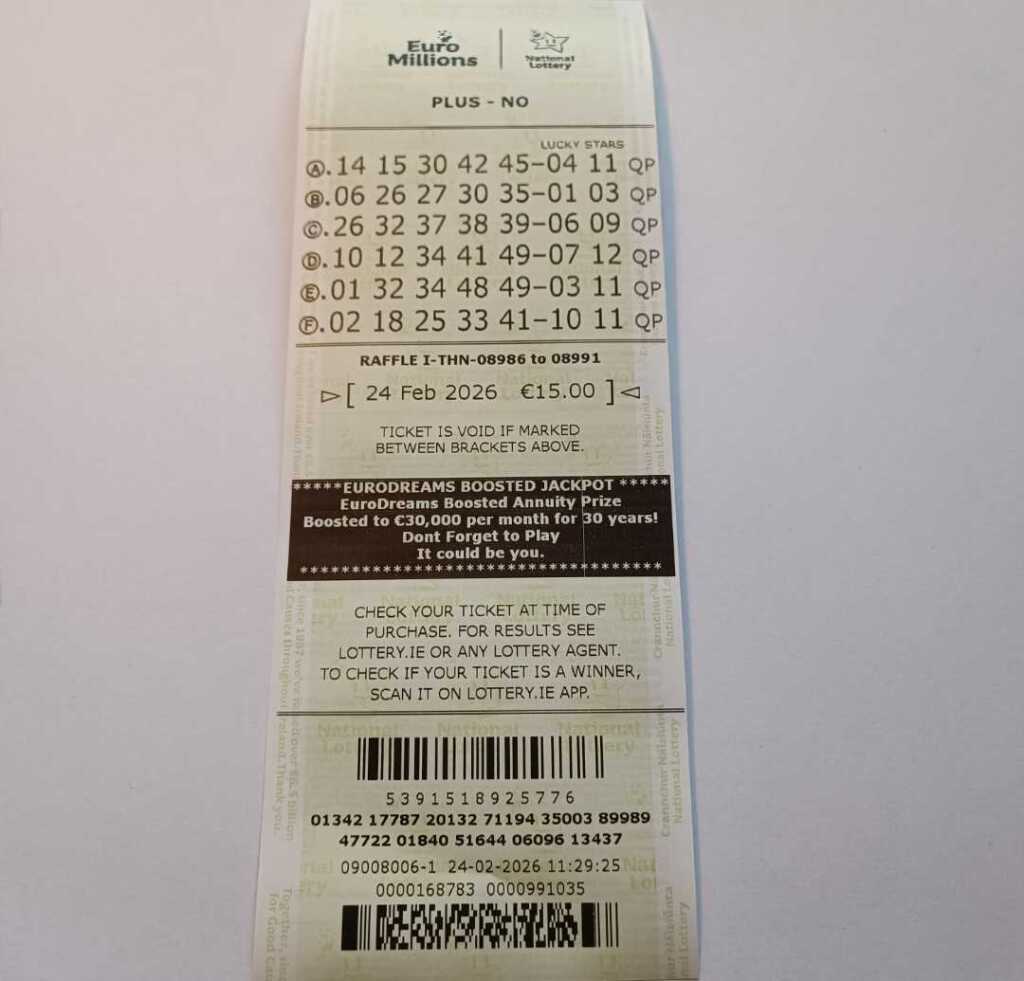 Euro Millions
National Lottery
PLUS - NO
LUCKY STARS
Ⓐ.14 15 30 42 45-04 11 QP
Ⓑ.06 26 27 30 35-01 03 QP
Ⓒ.26 32 37 38 39-06 09 QP
Ⓓ.10 12 34 41 49-07 12 QP
Ⓔ.01 32 34 48 49-03 11 QP
Ⓕ.02 18 25 33 41-10 11 QP
RAFFLE I-THN-08986 to 08991
▷[ 24 Feb 2026 €15.00 ]◁
TICKET IS VOID IF MARKED
BETWEEN BRACKETS ABOVE.
*****EURODREAMS BOOSTED JACKPOT *****
EuroDreams Boosted Annuity Prize
Boosted to €30,000 per month for 30 years!
Dont Forget to Play
It could be you.
*************************************
CHECK YOUR TICKET AT TIME OF
PURCHASE. FOR RESULTS SEE
LOTTERY.IE OR ANY LOTTERY AGENT.
TO CHECK IF YOUR TICKET IS A WINNER,
SCAN IT ON LOTTERY.IE APP.
5391518925776
01342 17787 20132 71194 35003 89989
47722 01840 51644 06096 13437
09008006-1 24-02-2026 11:29:25
0000168783 0000991035